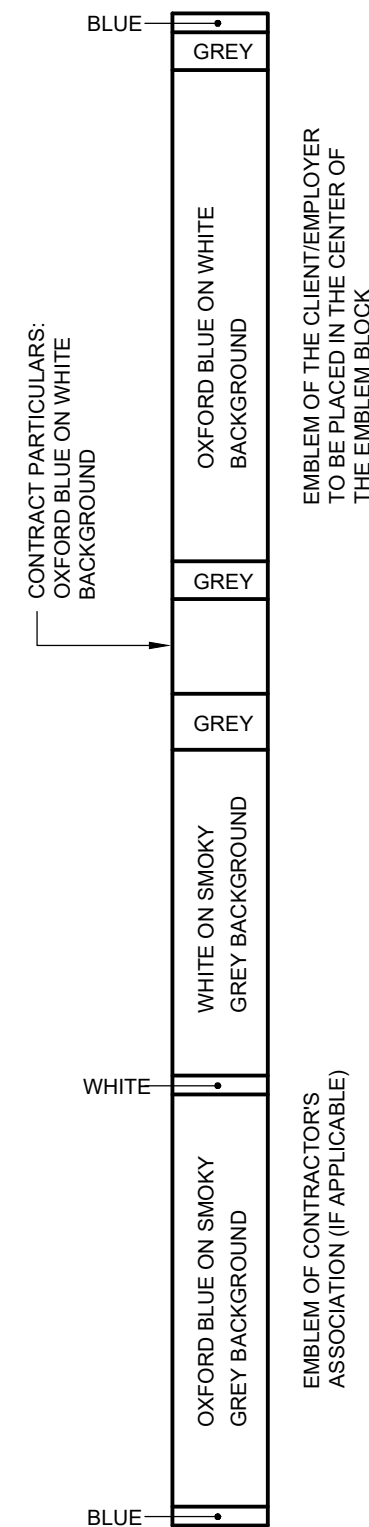 BLUE
GREY
OXFORD BLUE ON WHITE
BACKGROUND
EMBLEM OF THE CLIENT/EMPLOYER
TO BE PLACED IN THE CENTER OF
THE EMBLEM BLOCK
CONTRACT PARTICULARS:
OXFORD BLUE ON WHITE
BACKGROUND
GREY
GREY
WHITE ON SMOKY
GREY BACKGROUND
WHITE
OXFORD BLUE ON SMOKY
GREY BACKGROUND
EMBLEM OF CONTRACTOR'S
ASSOCIATION (IF APPLICABLE)
BLUE